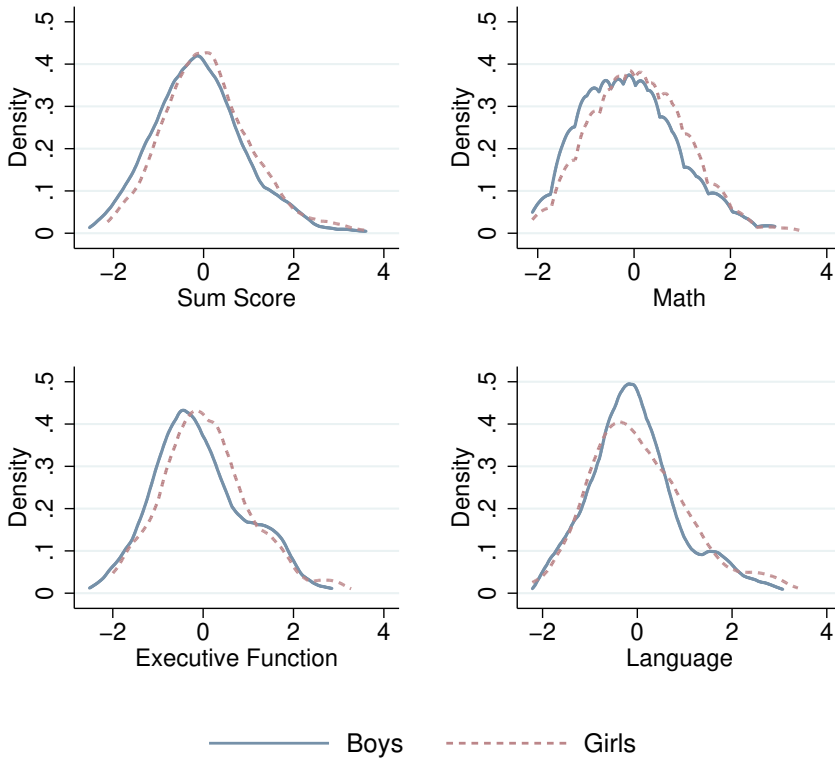 Density
0 .1 .2 .3 .4 .5
−2 0 2 4
Sum Score
Density
0 .1 .2 .3 .4 .5
−2 0 2 4
Math
Density
0 .1 .2 .3 .4 .5
−2 0 2 4
Executive Function
Density
0 .1 .2 .3 .4 .5
−2 0 2 4
Language
Boys Girls